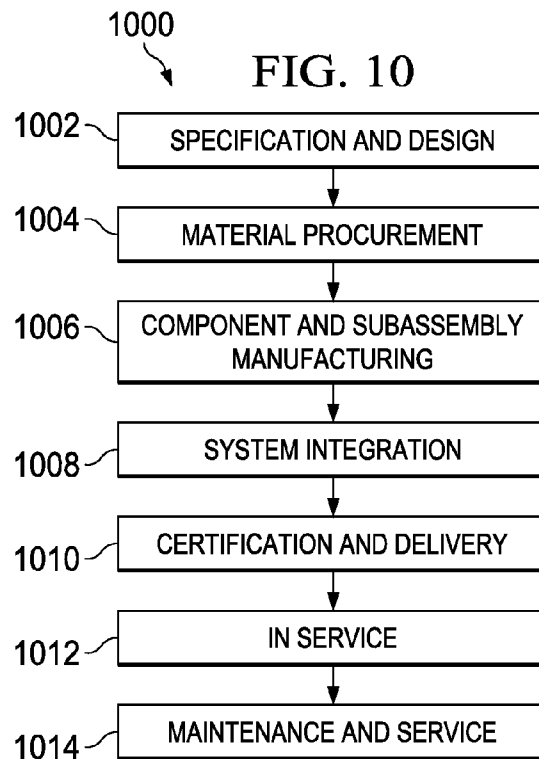 1000
FIG. 10
1002
SPECIFICATION AND DESIGN
1004
MATERIAL PROCUREMENT
1006
COMPONENT AND SUBASSEMBLY
MANUFACTURING
1008
SYSTEM INTEGRATION
1010
CERTIFICATION AND DELIVERY
1012
IN SERVICE
1014
MAINTENANCE AND SERVICE